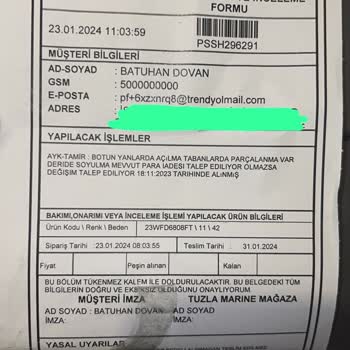 FORMU
23.01.2024 11:03:59
PSSH296291
MÜŞTERİ BİLGİLERİ
AD-SOYAD : BATUHAN DOVAN
GSM : 5000000000
E-POSTA : pf+6xzxnrq8@trendyolmail.com
ADRES
YAPILACAK İŞLEMLER
AYK-TAMİR : BOTUN YANLARDA AÇILMA TABANLARDA PARÇALANMA VAR
DERİDE SOYULMA MEVVUT PARA İADESİ TALEP EDİLİYOR OLMAZSA
DEĞİŞİM TALEP EDİLİYOR 18:11:2023 TARİHİNDE ALINMIŞ
BAKIMI,ONARIMI VEYA İNCELEME İŞLEMİ YAPILACAK ÜRÜN BİLGİLERİ
Ürün Kodu \ Renk \ Beden : 23WFD6808FT \ 11 \ 42
Sipariş Tarihi :23.01.2024 08:03:55 Teslim Tarihi : 31.01.2024
Fiyat Peşin alınan Kalan
BU BÖLÜM TÜKENMEZ KALEM İLE DOLDURULACAKTIR. BU BELGEDEKİ TÜM
BİLGİLERİN DOĞRU VE EKSİKSİZ OLDUĞUNU ONAYLIYORUM
MÜŞTERİ İMZA TUZLA MARINE MAĞAZA
AD SOYAD : BATUHAN DOVAN AD SOYAD :
İMZA: İMZA:
YASAL UYARILAR